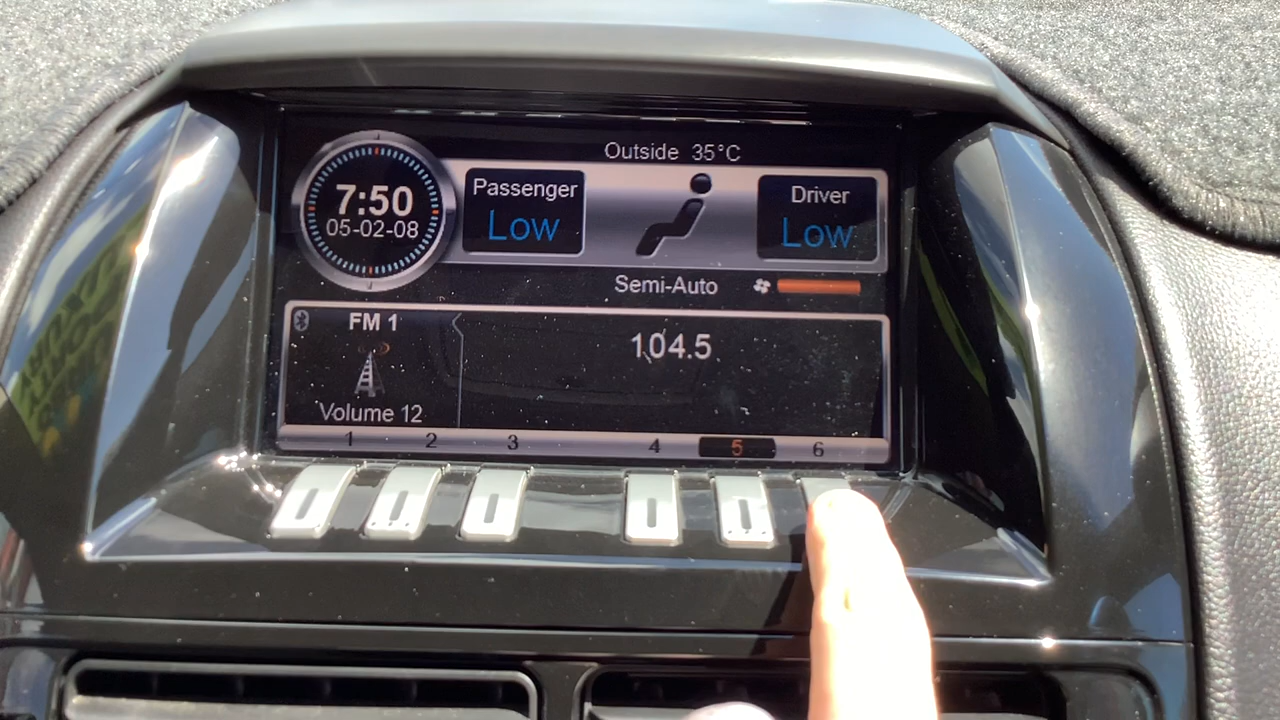 Outside 35°C
7:50
05-02-08
Passenger
Low
Driver
Low
Semi-Auto
FM 1
104.5
Volume 12
1 2 3 4 5 6